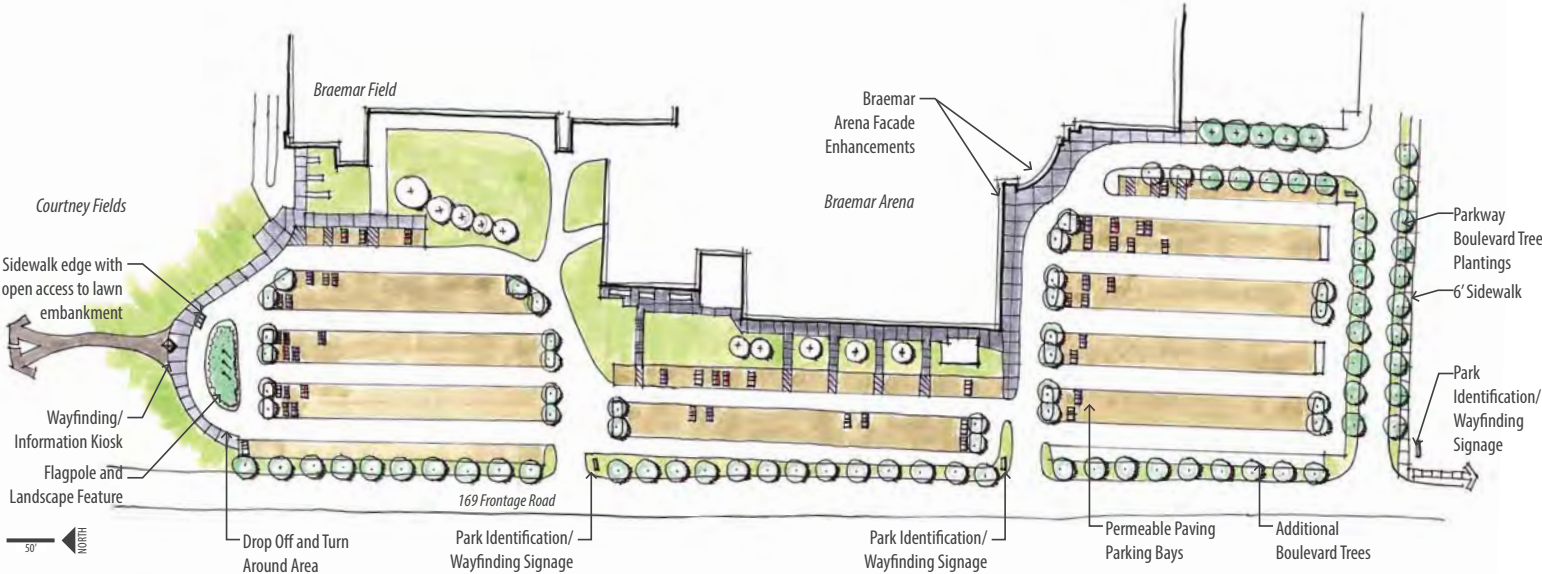 Braemar Field
Courtney Fields
Sidewalk edge with
open access to lawn
embankment
Wayfinding/
Information Kiosk
Flagpole and
Landscape Feature
50'
NORTH
Drop Off and Turn
Around Area
169 Frontage Road
Park Identification/
Wayfinding Signage
Braemar
Arena Facade
Enhancements
Braemar Arena
Park Identification/
Wayfinding Signage
Permeable Paving
Parking Bays
Additional
Boulevard Trees
Parkway
Boulevard Tree
Plantings
6' Sidewalk
Park
Identification/
Wayfinding
Signage